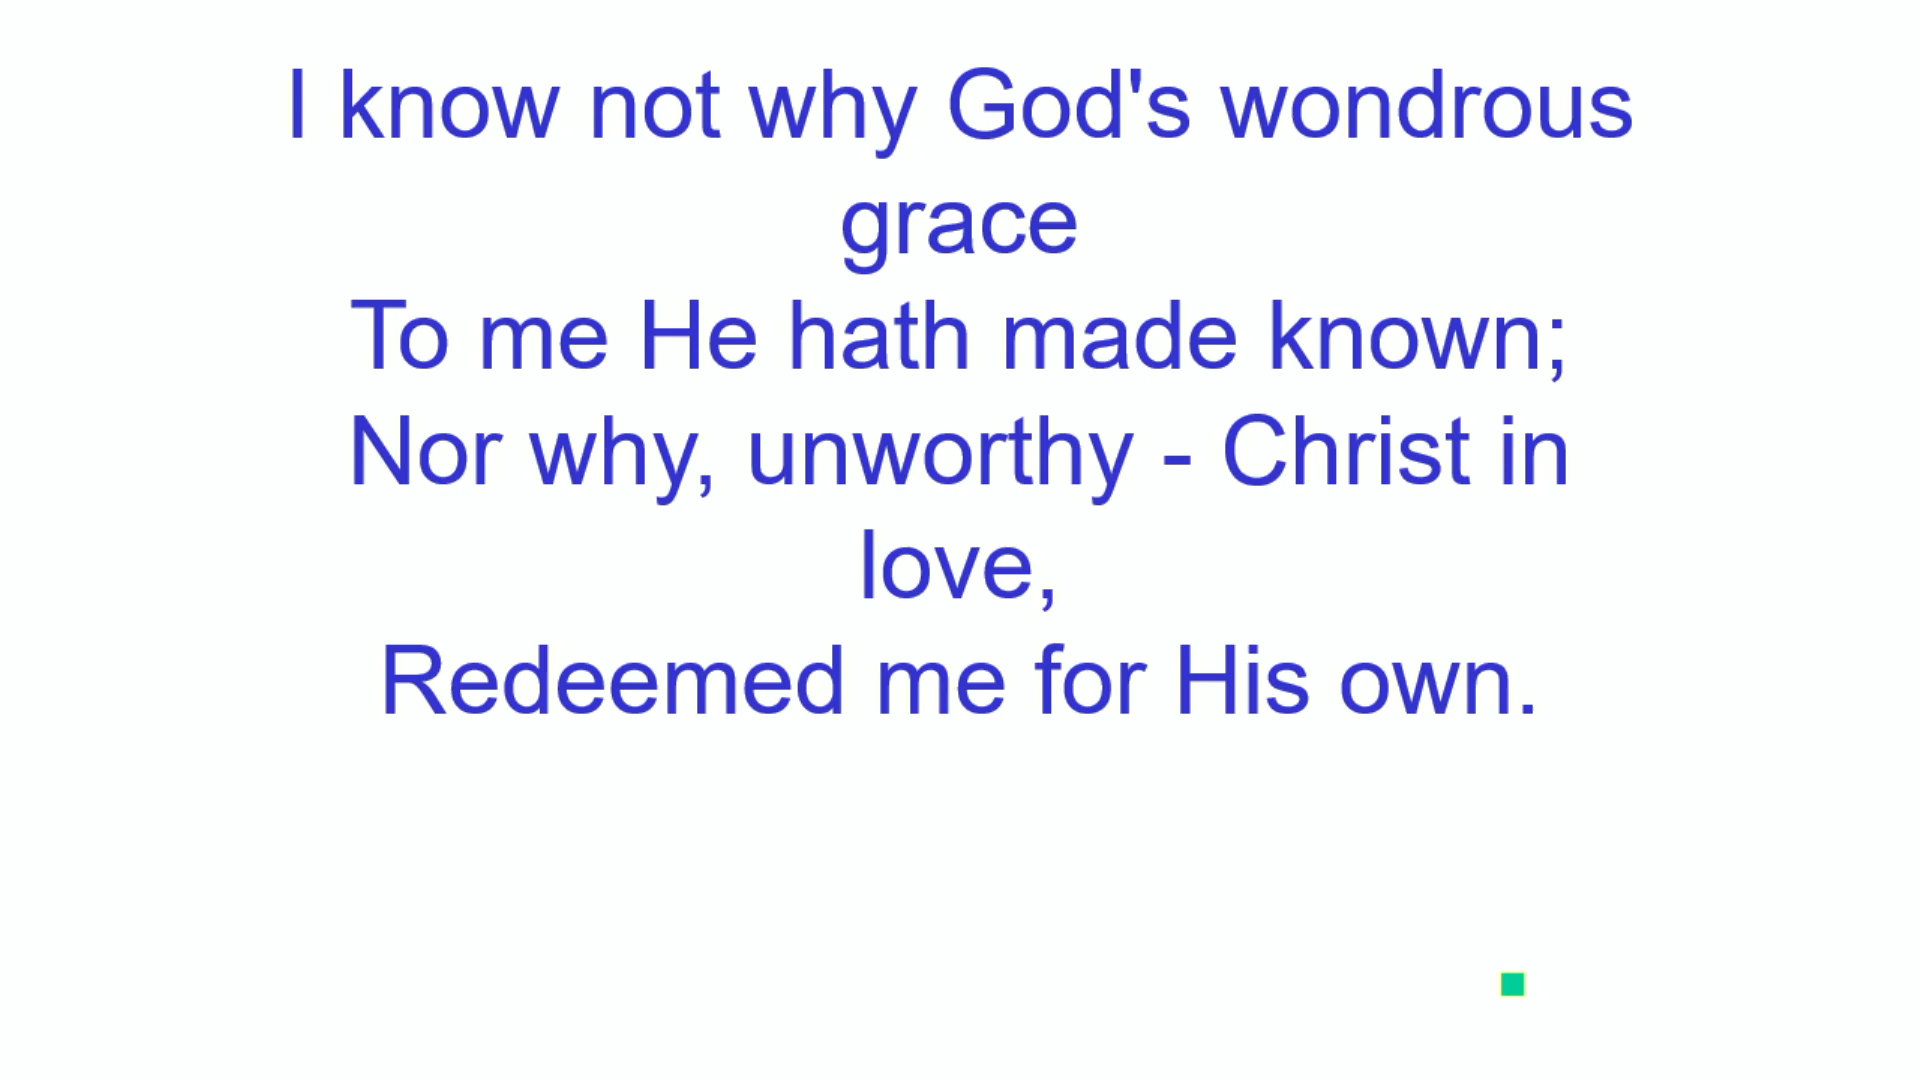 I know not why God's wondrous
grace
To me He hath made known;
Nor why, unworthy - Christ in
love,
Redeemed me for His own.